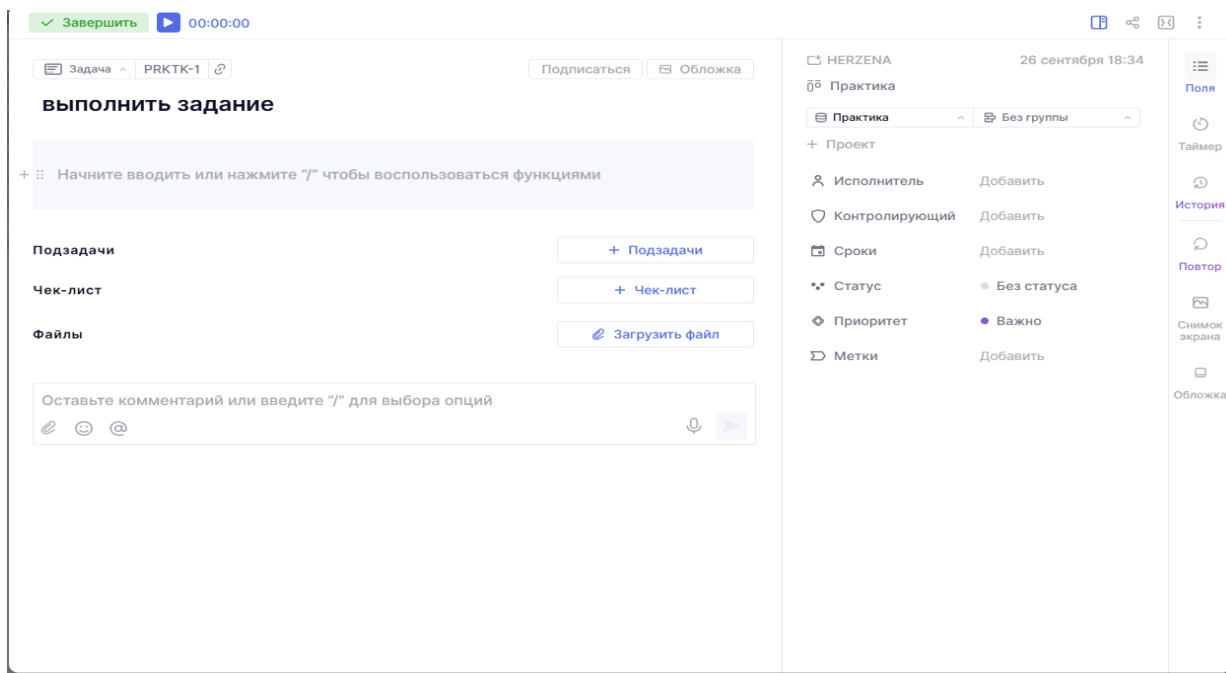 Завершить 00:00:00
Задача PRKTK-1
Подписаться Обложка
выполнить задание
Начните вводить или нажмите “/” чтобы воспользоваться функциями
Подзадачи + Подзадачи
Чек-лист + Чек-лист
Файлы Загрузить файл
Оставьте комментарий или введите “/” для выбора опций
HERZENA 26 сентября 18:34
Практика
Практика Без группы
+ Проект
Исполнитель Добавить
Контролирующий Добавить
Сроки Добавить
Статус Без статуса
Приоритет Важно
Метки Добавить
Поля
Таймер
История
Повтор
Снимок
экрана
Обложка